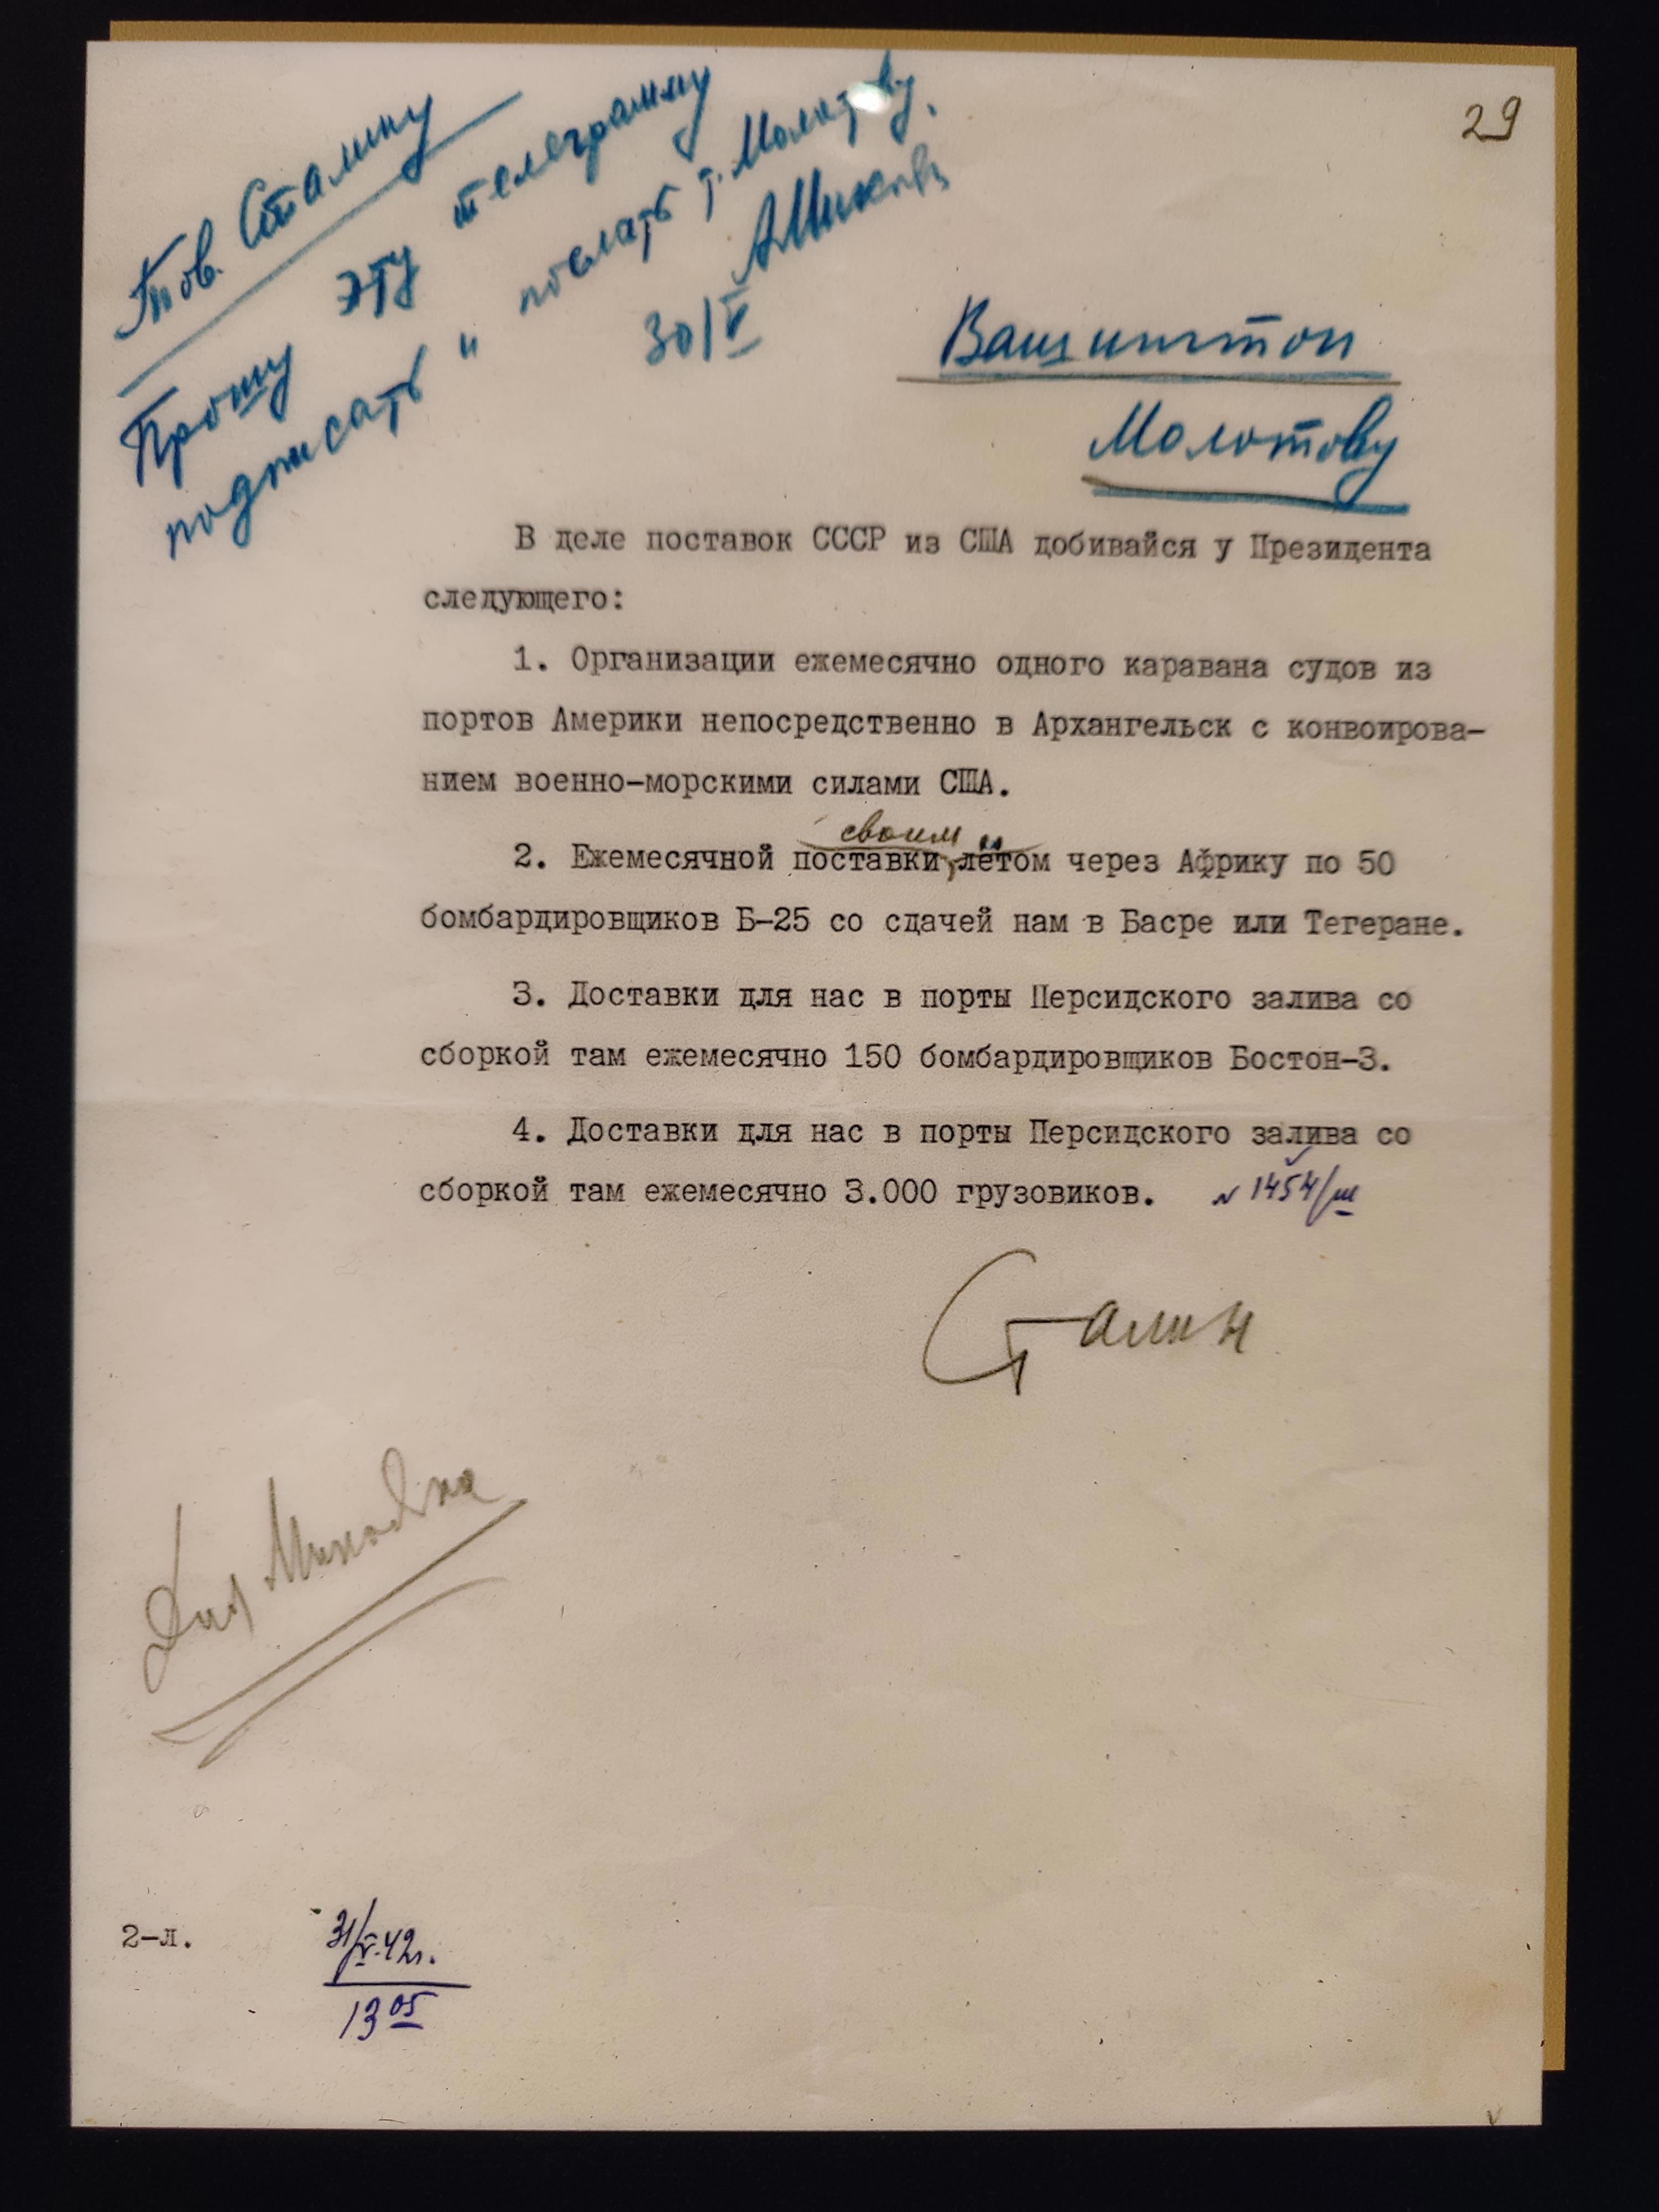 29
Тов. Сталину
Прошу эту телеграмму
подписать и послать т. Молотову.
А Микоян
30/V
Вашингтон
Молотову
В деле поставок СССР из США добивайся у Президента
следующего:
1. Организации ежемесячно одного каравана судов из
портов Америки непосредственно в Архангельск с конвоирова-
нием военно-морскими силами США.
своим
2. Ежемесячной поставки лётом через Африку по 50
бомбардировщиков Б-25 со сдачей нам в Басре или Тегеране.
3. Доставки для нас в порты Персидского залива со
сборкой там ежемесячно 150 бомбардировщиков Бостон-3.
4. Доставки для нас в порты Персидского залива со
сборкой там ежемесячно 3.000 грузовиков. № 1454/ш
Сталин
Для Микояна
2-л.
31/V-42г.
13 05